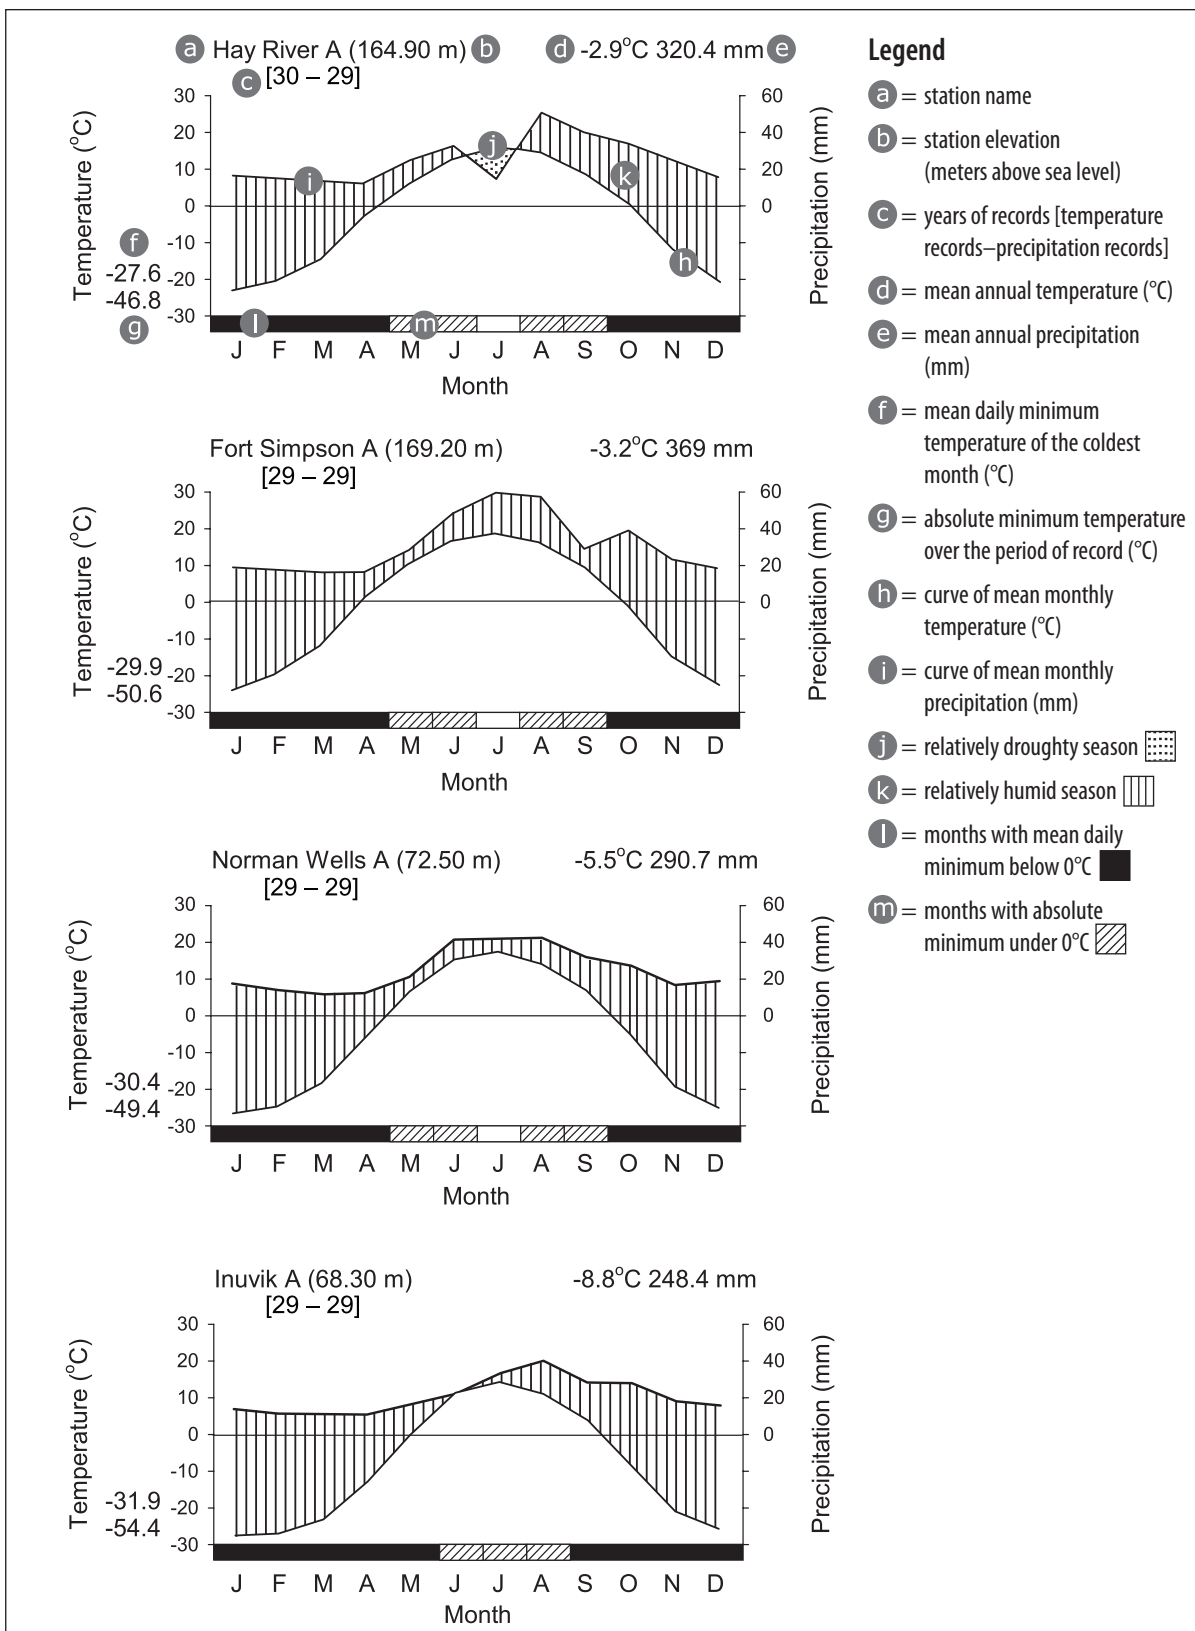 a Hay River A (164.90 m) b d -2.9°C 320.4 mm e
c [30 – 29]
Temperature (°C)
30
20
10
0
-10
-20
-30
f
-27.6
-46.8
g
i
j
k
h
l
m
Precipitation (mm)
60
40
20
0
J F M A M J J A S O N D
Month
Fort Simpson A (169.20 m) -3.2°C 369 mm
[29 – 29]
Temperature (°C)
30
20
10
0
-10
-20
-30
-29.9
-50.6
Precipitation (mm)
60
40
20
0
J F M A M J J A S O N D
Month
Norman Wells A (72.50 m) -5.5°C 290.7 mm
[29 – 29]
Temperature (°C)
30
20
10
0
-10
-20
-30
-30.4
-49.4
Precipitation (mm)
60
40
20
0
J F M A M J J A S O N D
Month
Inuvik A (68.30 m) -8.8°C 248.4 mm
[29 – 29]
Temperature (°C)
30
20
10
0
-10
-20
-30
-31.9
-54.4
Precipitation (mm)
60
40
20
0
J F M A M J J A S O N D
Month
Legend
a = station name
b = station elevation
(meters above sea level)
c = years of records [temperature
records–precipitation records]
d = mean annual temperature (°C)
e = mean annual precipitation
(mm)
f = mean daily minimum
temperature of the coldest
month (°C)
g = absolute minimum temperature
over the period of record (°C)
h = curve of mean monthly
temperature (°C)
i = curve of mean monthly
precipitation (mm)
j = relatively droughty season
k = relatively humid season
l = months with mean daily
minimum below 0°C
m = months with absolute
minimum under 0°C